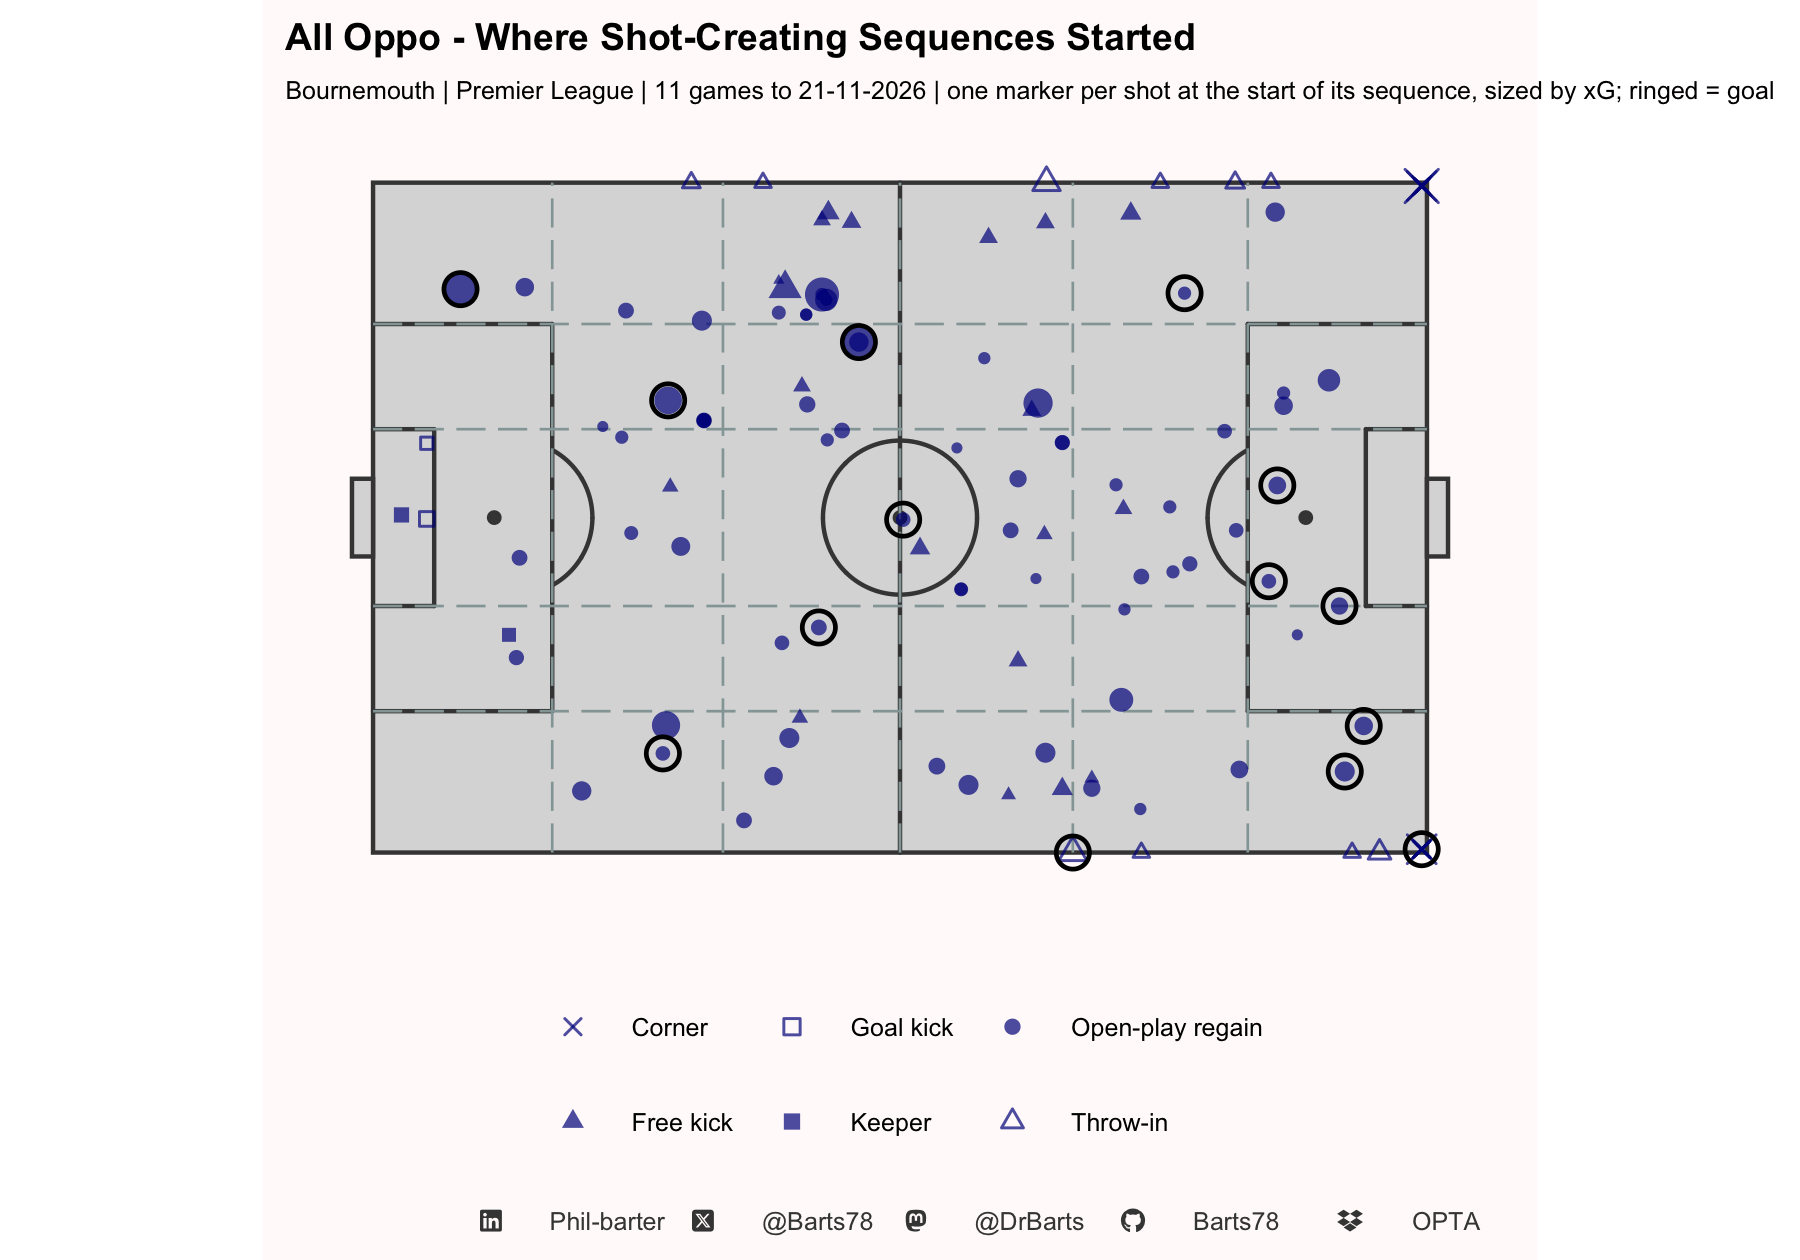 All Oppo - Where Shot-Creating Sequences Started
Bournemouth | Premier League | 11 games to 21-11-2026 | one marker per shot at the start of its sequence, sized by xG; ringed = goal
Corner
Goal kick
Open-play regain
Free kick
Keeper
Throw-in
Phil-barter
@Barts78
@DrBarts
Barts78
OPTA